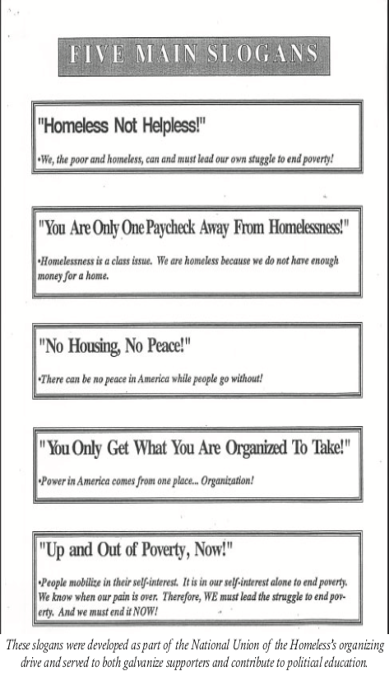 FIVE MAIN SLOGANS
"Homeless Not Helpless!"
•We, the poor and homeless, can and must lead our own stuggle to end poverty!
"You Are Only One Paycheck Away From Homelessness!"
•Homelessness is a class issue. We are homeless because we do not have enough
money for a home.
"No Housing, No Peace!"
•There can be no peace in America while people go without!
"You Only Get What You Are Organized To Take!"
•Power in America comes from one place... Organization!
"Up and Out of Poverty, Now!"
•People mobilize in their self-interest. It is in our self-interest alone to end poverty.
We know when our pain is over. Therefore, WE must lead the struggle to end pov-
erty. And we must end it NOW!
These slogans were developed as part of the National Union of the Homeless's organizing
drive and served to both galvanize supporters and contribute to political education.